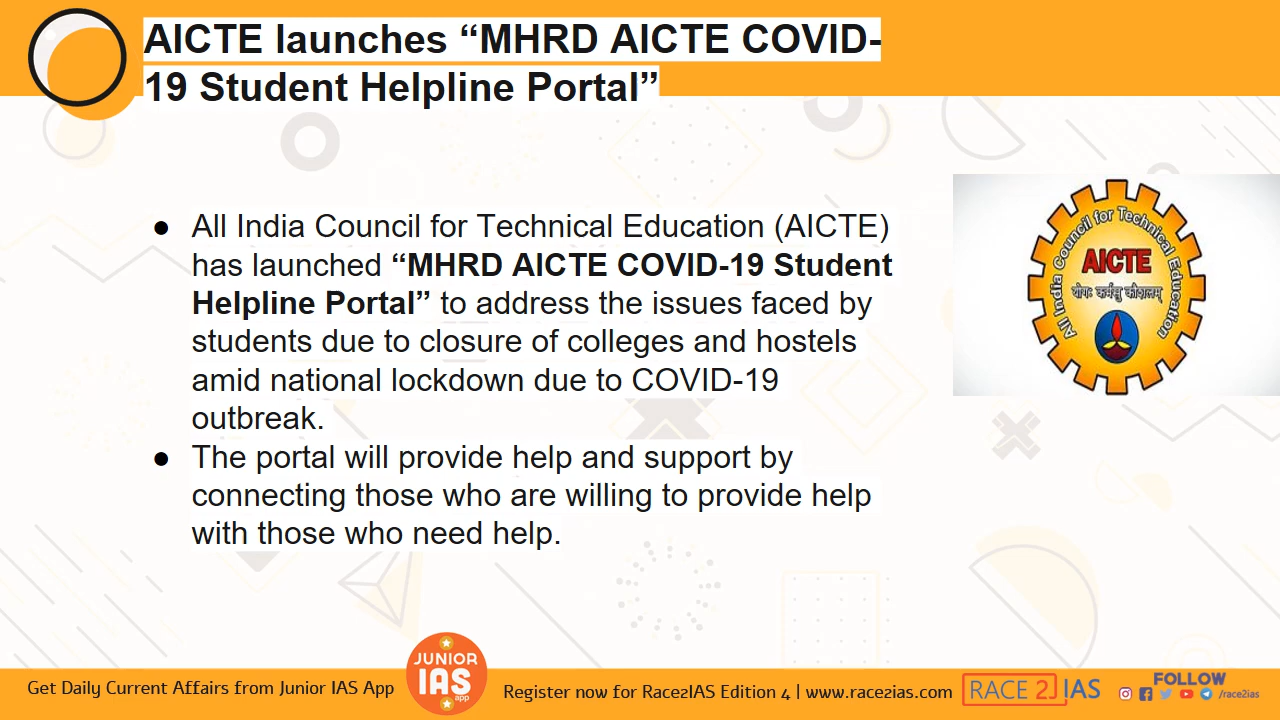 AICTE launches “MHRD AICTE COVID-
19 Student Helpline Portal”
● All India Council for Technical Education (AICTE)
has launched “MHRD AICTE COVID-19 Student
Helpline Portal” to address the issues faced by
students due to closure of colleges and hostels
amid national lockdown due to COVID-19
outbreak.
● The portal will provide help and support by
connecting those who are willing to provide help
with those who need help.
All India Council for Technical Education
AICTE
योगः कर्मसु कौशलम्
Get Daily Current Affairs from Junior IAS App
JUNIOR
IAS
app
Register now for Race2IAS Edition 4 | www.race2ias.com
RACE 2 IAS
FOLLOW
/race2ias